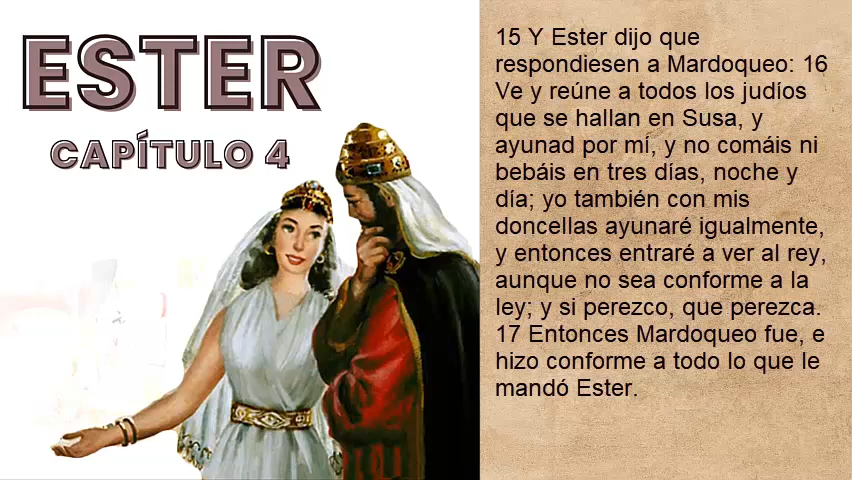 ESTER
CAPÍTULO 4
15 Y Ester dijo que
respondiesen a Mardoqueo: 16
Ve y reúne a todos los judíos
que se hallan en Susa, y
ayunad por mí, y no comáis ni
bebáis en tres días, noche y
día; yo también con mis
doncellas ayunaré igualmente,
y entonces entraré a ver al rey,
aunque no sea conforme a la
ley; y si perezco, que perezca.
17 Entonces Mardoqueo fue, e
hizo conforme a todo lo que le
mandó Ester.